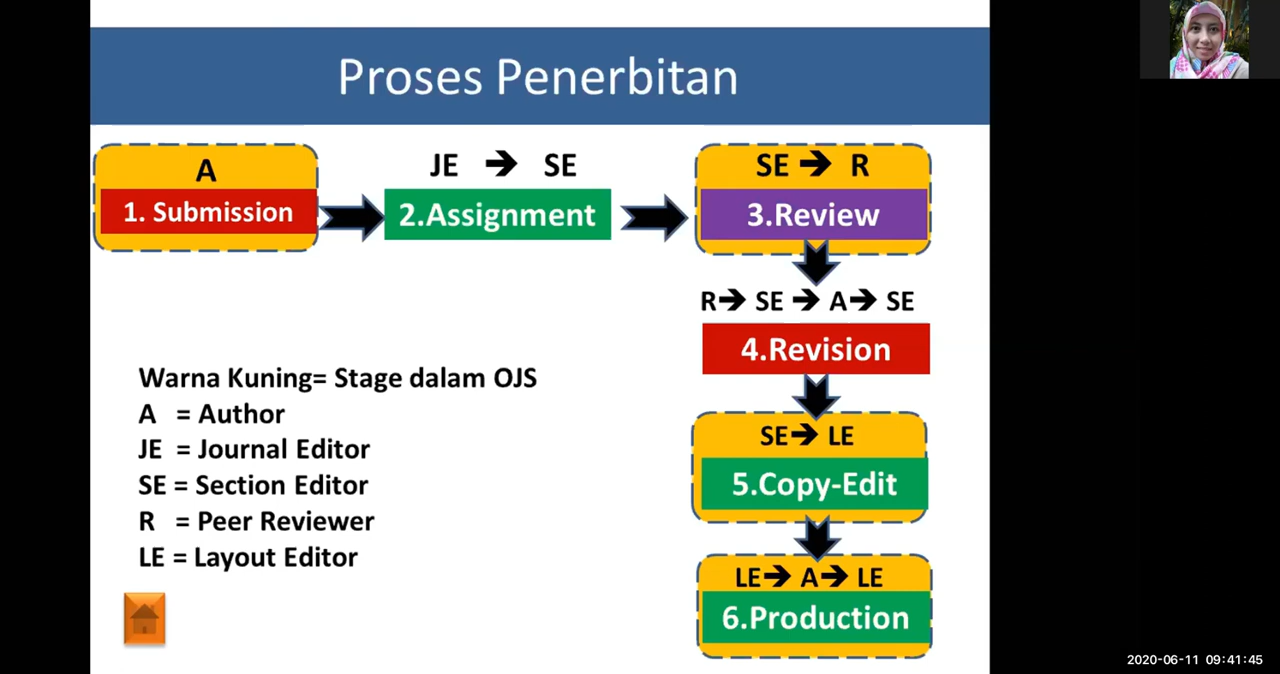 Proses Penerbitan
A
1. Submission
JE ➔ SE
2.Assignment
SE ➔ R
3.Review
R➔ SE ➔ A➔ SE
4.Revision
SE➔ LE
5.Copy-Edit
LE➔ A➔ LE
6.Production
Warna Kuning= Stage dalam OJS
A = Author
JE = Journal Editor
SE = Section Editor
R = Peer Reviewer
LE = Layout Editor
2020-06-11 09:41:45